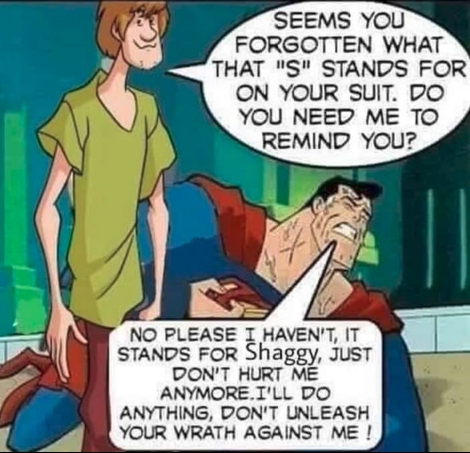 SEEMS YOU
FORGOTTEN WHAT
THAT "S" STANDS FOR
ON YOUR SUIT. DO
YOU NEED ME TO
REMIND YOU?
NO PLEASE I HAVEN'T, IT
STANDS FOR Shaggy, JUST
DON'T HURT ME
ANYMORE.I'LL DO
ANYTHING, DON'T UNLEASH
YOUR WRATH AGAINST ME !